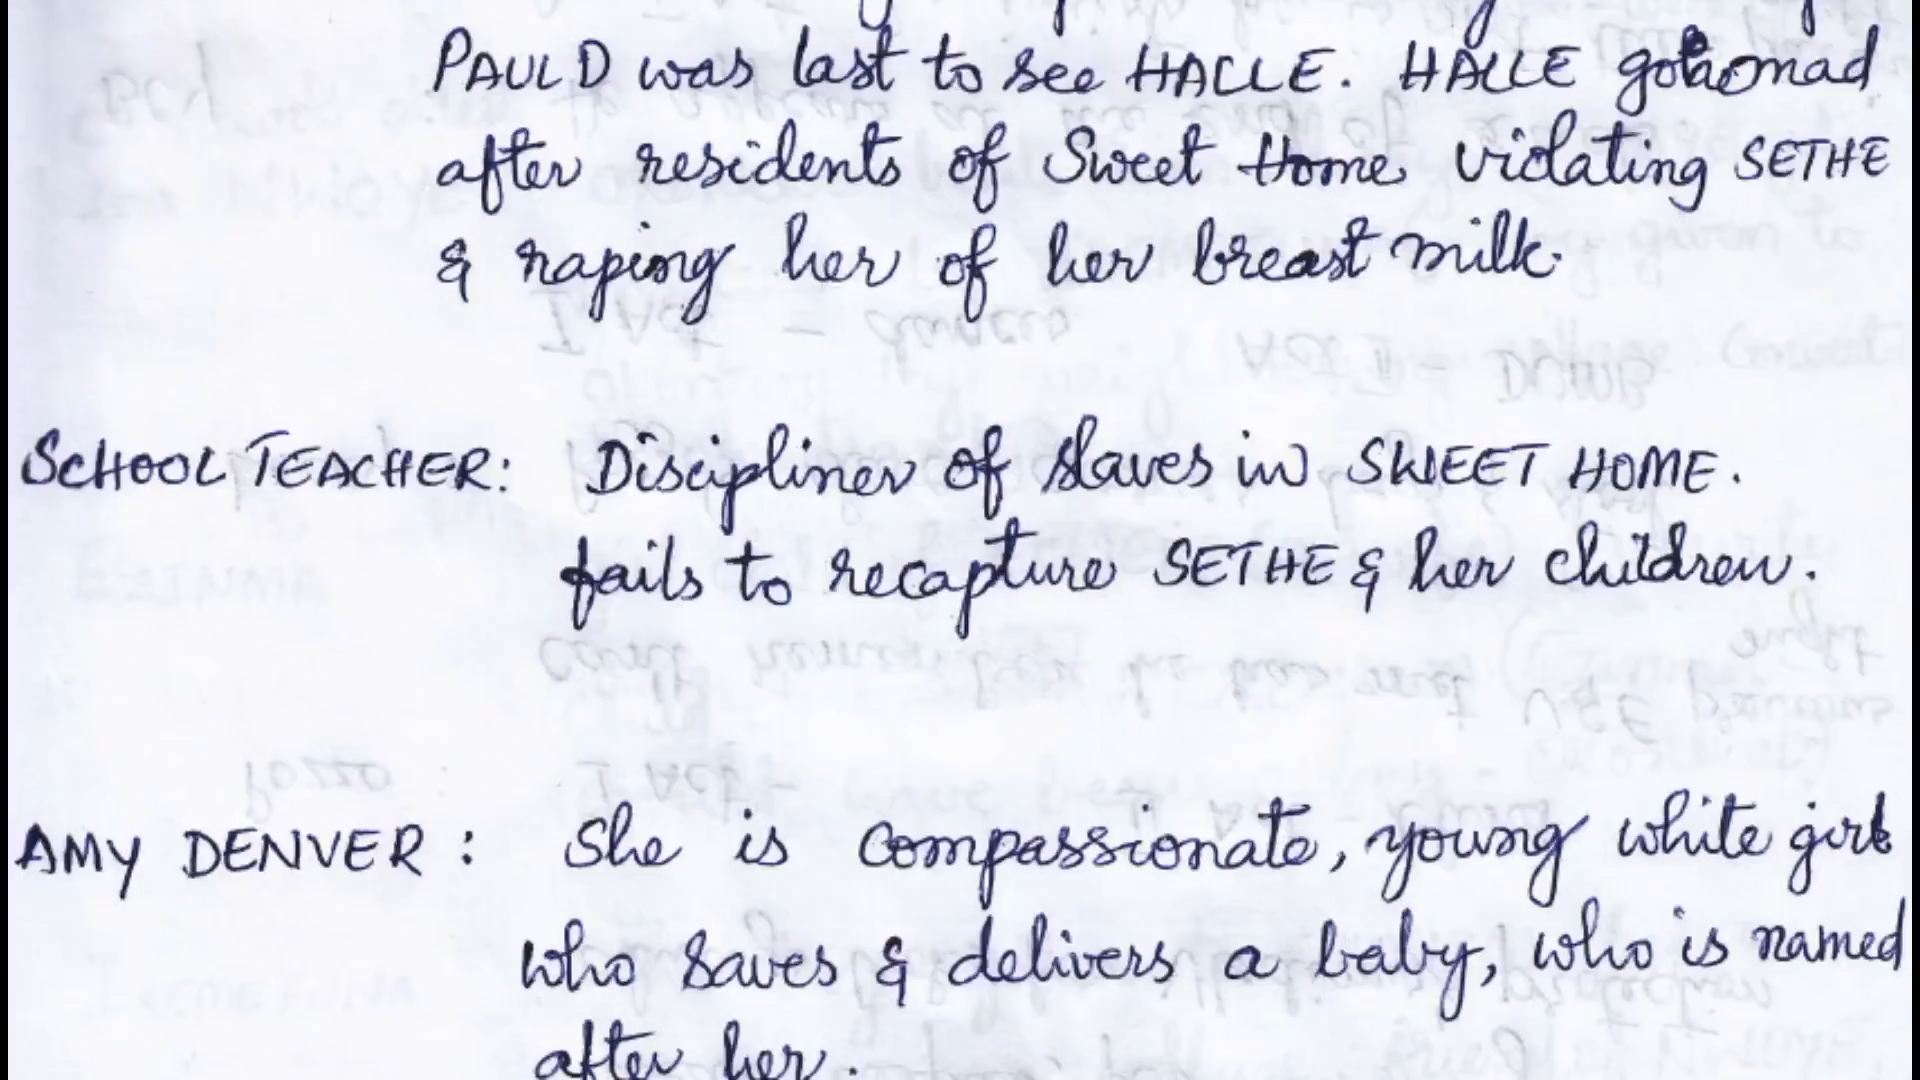 PAUL D was last to see HALLE. HALLE goes mad
after residents of Sweet Home violating SETHE
& raping her of her breast milk.
SCHOOL TEACHER: Discipliner of slaves in SWEET HOME.
fails to recapture SETHE & her children.
AMY DENVER: She is compassionate, young white girl
who saves & delivers a baby, who is named
after her.